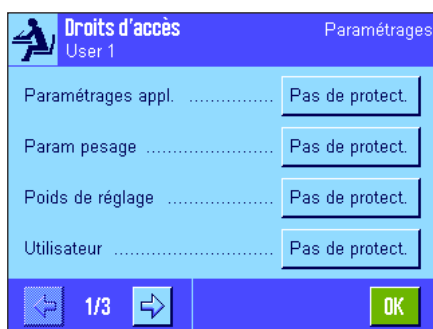 Droits d'accès
Paramétrages
User 1
Paramétrages appl. ................ Pas de protect.
Param pesage ........................ Pas de protect.
Poids de réglage .................... Pas de protect.
Utilisateur .............................. Pas de protect.
1/3
OK